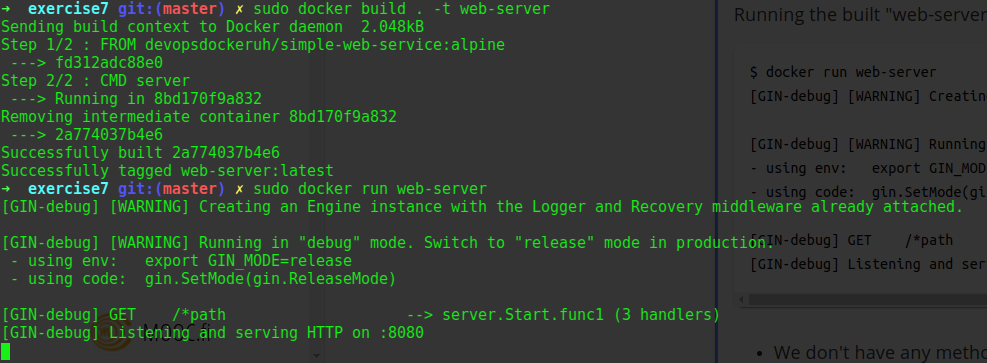 ➜  exercise7 git:(master) ✗ sudo docker build . -t web-server
Sending build context to Docker daemon  2.048kB
Step 1/2 : FROM devopsdockeruh/simple-web-service:alpine
 ---> fd312adc88e0
Step 2/2 : CMD server
 ---> Running in 8bd170f9a832
Removing intermediate container 8bd170f9a832
 ---> 2a774037b4e6
Successfully built 2a774037b4e6
Successfully tagged web-server:latest
➜  exercise7 git:(master) ✗ sudo docker run web-server
[GIN-debug] [WARNING] Creating an Engine instance with the Logger and Recovery middleware already attached.
[GIN-debug] [WARNING] Running in "debug" mode. Switch to "release" mode in production.
 - using env:   export GIN_MODE=release
 - using code:  gin.SetMode(gin.ReleaseMode)
[GIN-debug] GET    /*path                    --> server.Start.func1 (3 handlers)
[GIN-debug] Listening and serving HTTP on :8080
Running the built "web-server
$ docker run web-server
[GIN-debug] [WARNING] Creatin
[GIN-debug] [WARNING] Running
- using env:   export GIN_MODE
- using code:  gin.SetMode(gi
[GIN-debug] GET    /*path
[GIN-debug] Listening and ser
• We don't have any metho